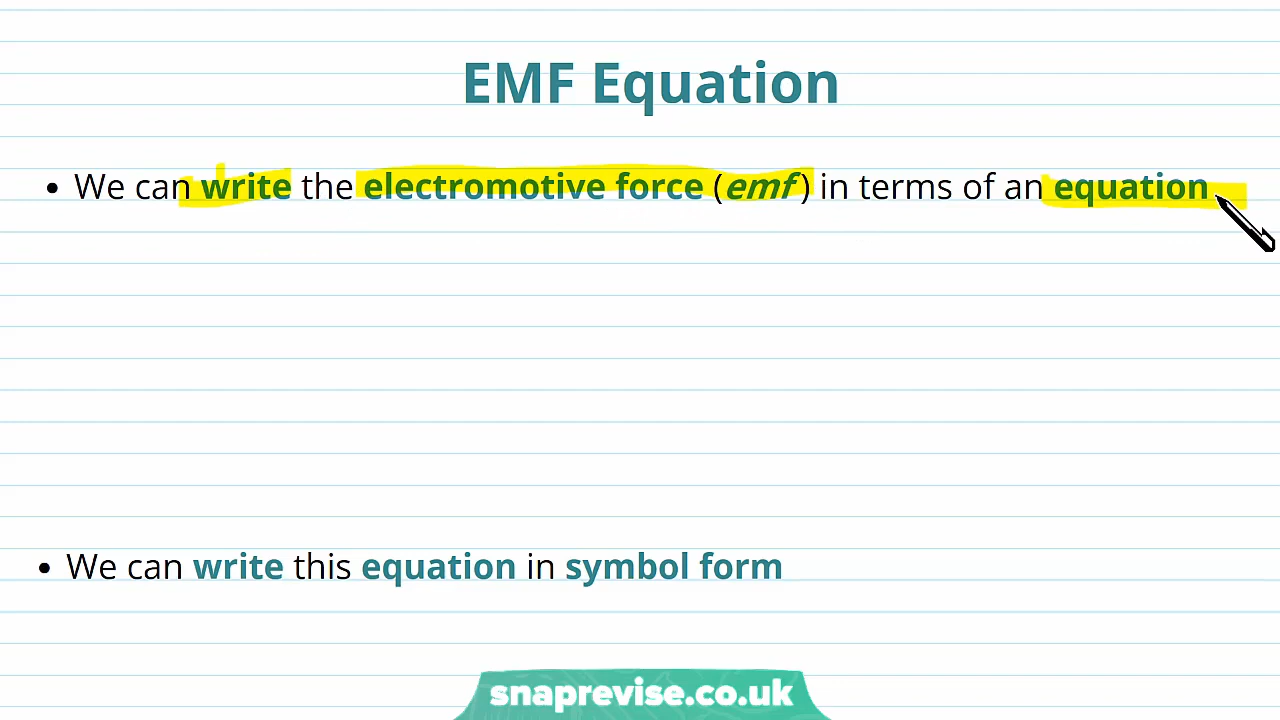 EMF Equation
• We can write the electromotive force (emf) in terms of an equation
• We can write this equation in symbol form
snaprevise.co.uk